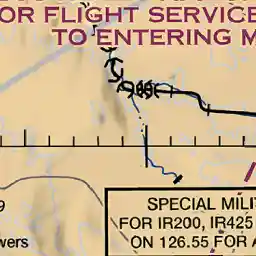 OR FLIGHT SERVICE
TO ENTERING M
9
SPECIAL MILIT
FOR IR200, IR425
wers
ON 126.55 FOR A